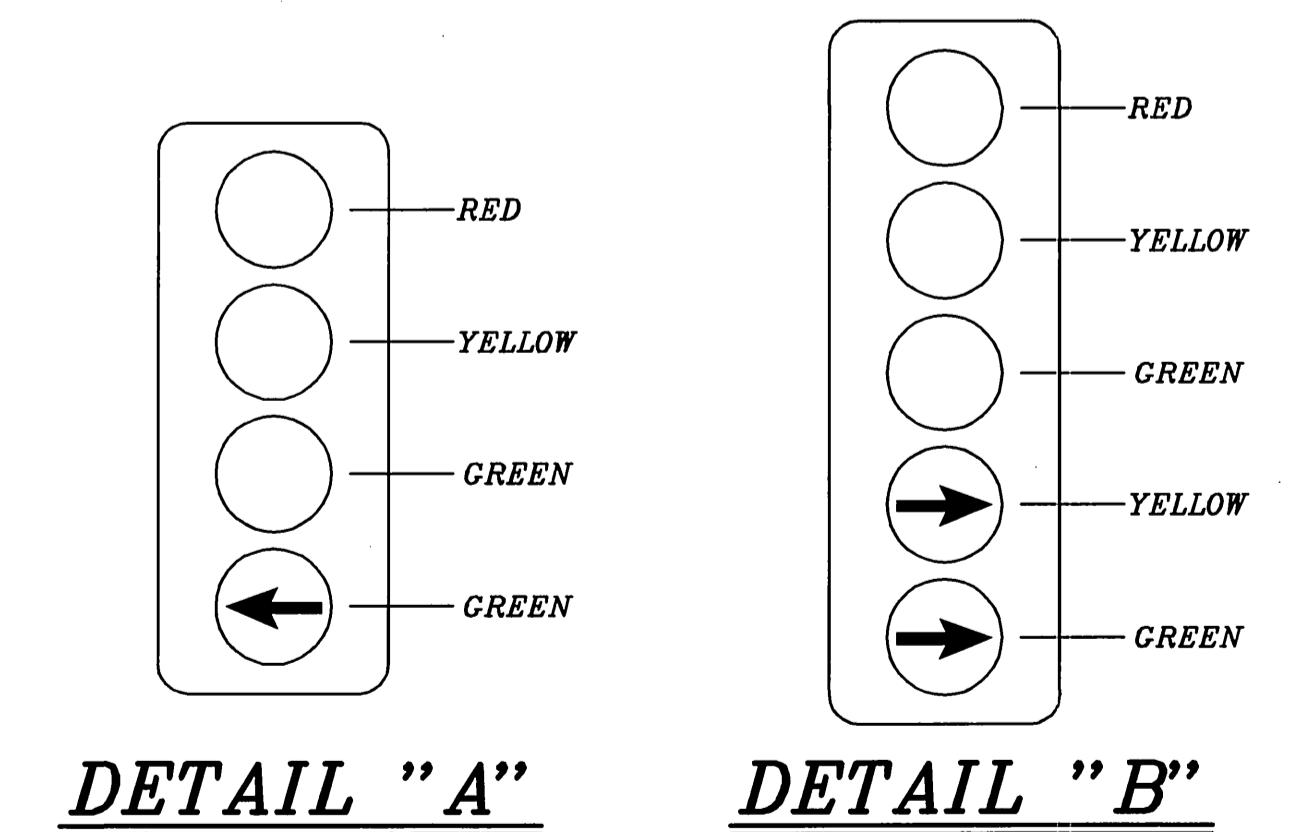 RED
YELLOW
GREEN
GREEN
DETAIL "A"
RED
YELLOW
GREEN
YELLOW
GREEN
DETAIL "B"